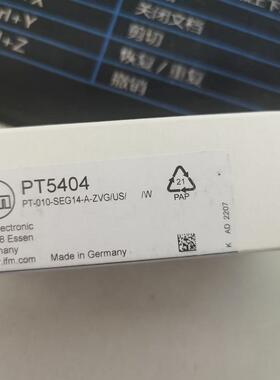 H+Y
关闭文档
H+Z
剪切
恢复/重复
撤销
PT5404
PT-010-SEG14-A-ZVG/US/ /W
21
PAP
ectronic
8 Essen
many
.ifm.com
Made in Germany
K AD 2207